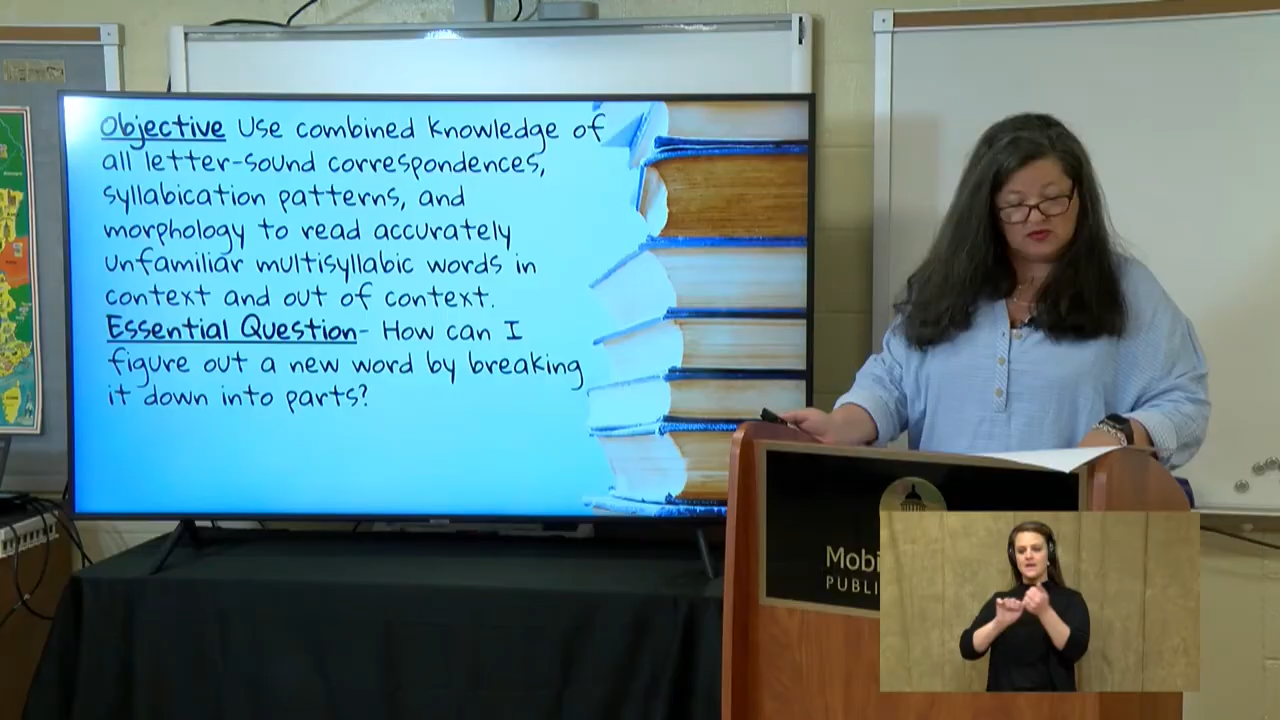 Objective Use combined knowledge of
all letter-sound correspondences,
syllabication patterns, and
morphology to read accurately
unfamiliar multisyllabic words in
context and out of context.
Essential Question- How can I
figure out a new word by breaking
it down into parts?
Mobi
PUBLI